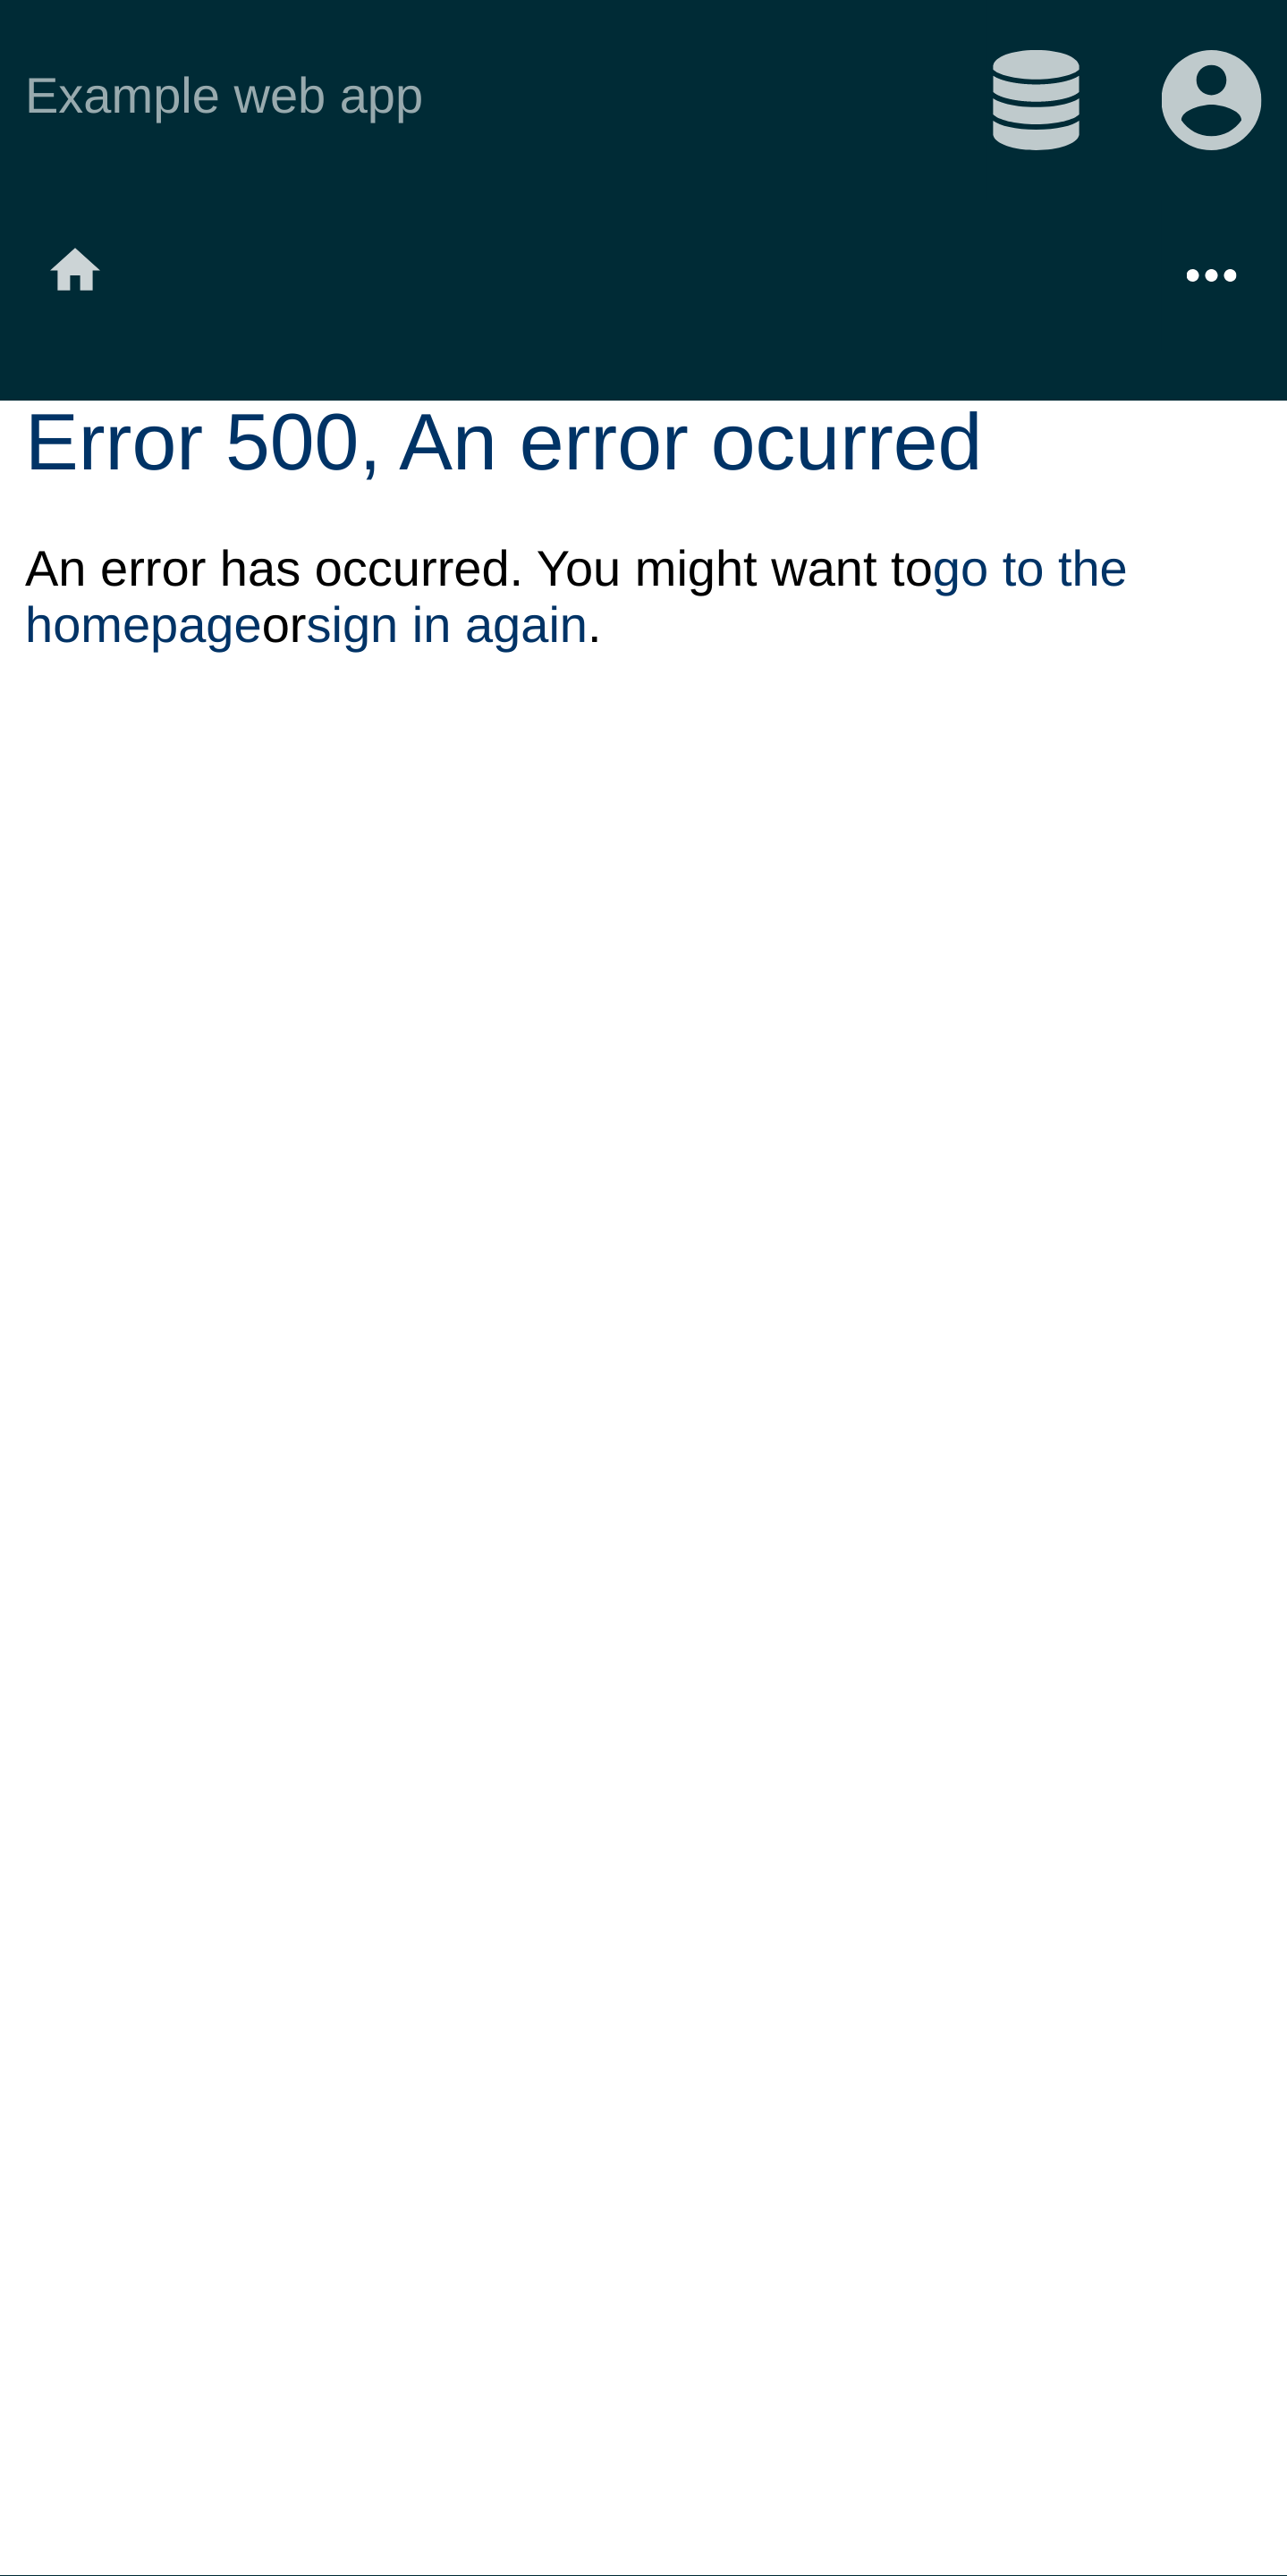 Example web app
Error 500, An error ocurred
An error has occurred. You might want togo to the
homepageorsign in again.